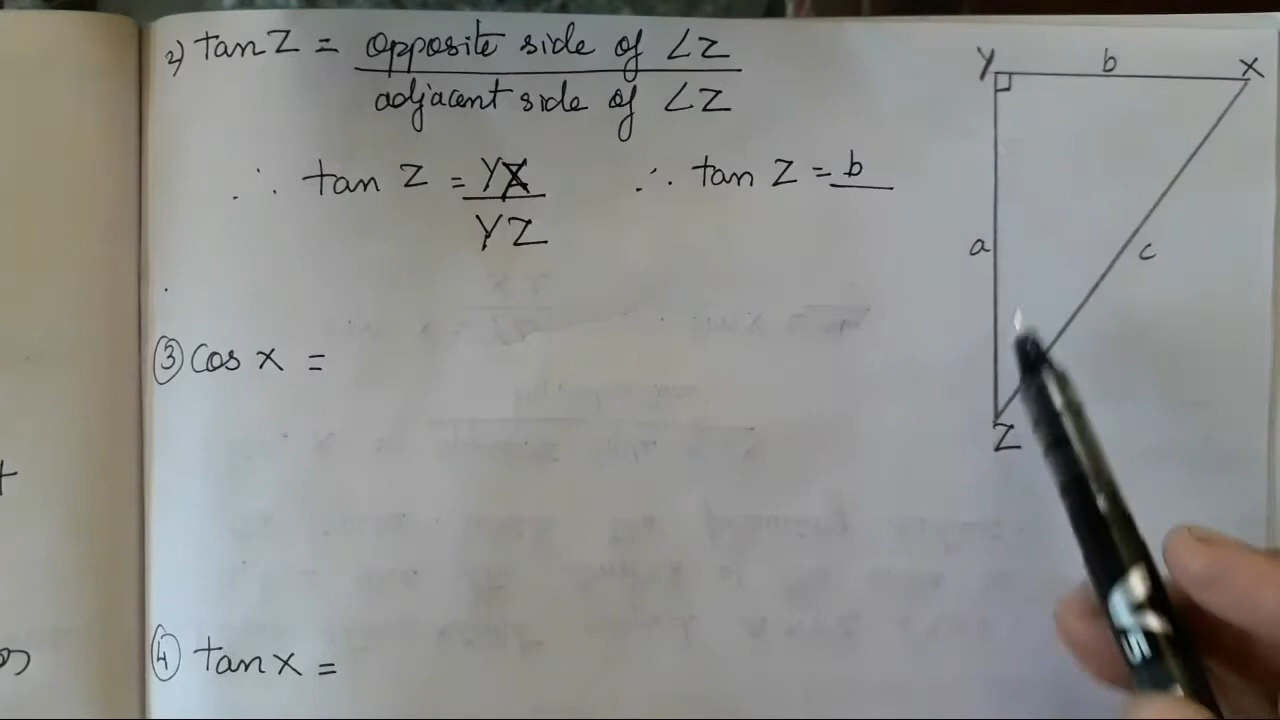 2) tan Z = opposite side of ∠Z
adjacent side of ∠Z
∴ tan Z = YX ∴ tan Z = b
YZ
③ cos x =
④ tan x =
Y b X
a
c
Z